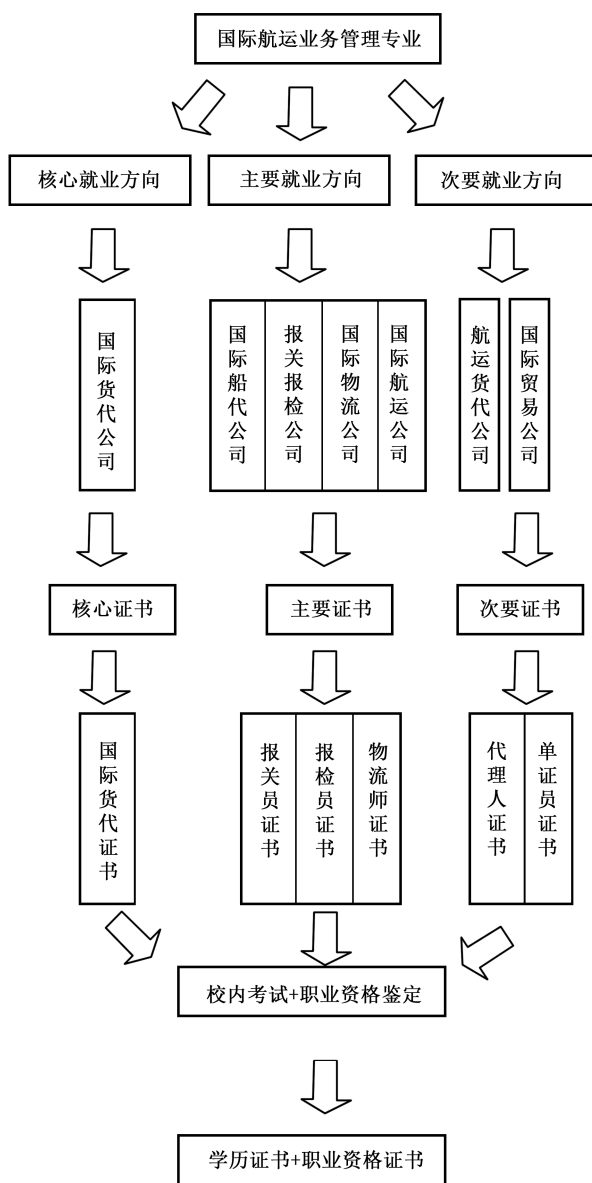 国际航运业务管理专业
核心就业方向
主要就业方向
次要就业方向
国际货代公司
国际船代公司
报关报检公司
国际物流公司
国际航运公司
航运货代公司
国际贸易公司
核心证书
主要证书
次要证书
国际货代证书
报关员证书
报检员证书
物流师证书
代理人证书
单证员证书
校内考试+职业资格鉴定
学历证书+职业资格证书